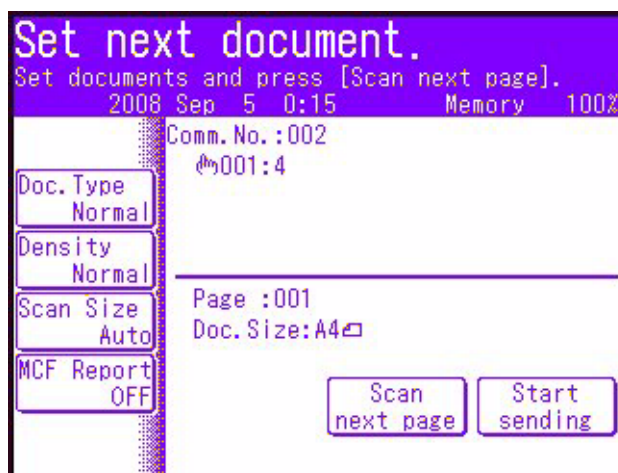 Set next document.
Set documents and press [Scan next page].
2008 Sep 5 0:15 Memory 100%
Comm. No. :002
001:4
Doc. Type
Normal
Density
Normal
Scan Size
Auto
MCF Report
OFF
Page :001
Doc. Size:A4
Scan
next page
Start
sending